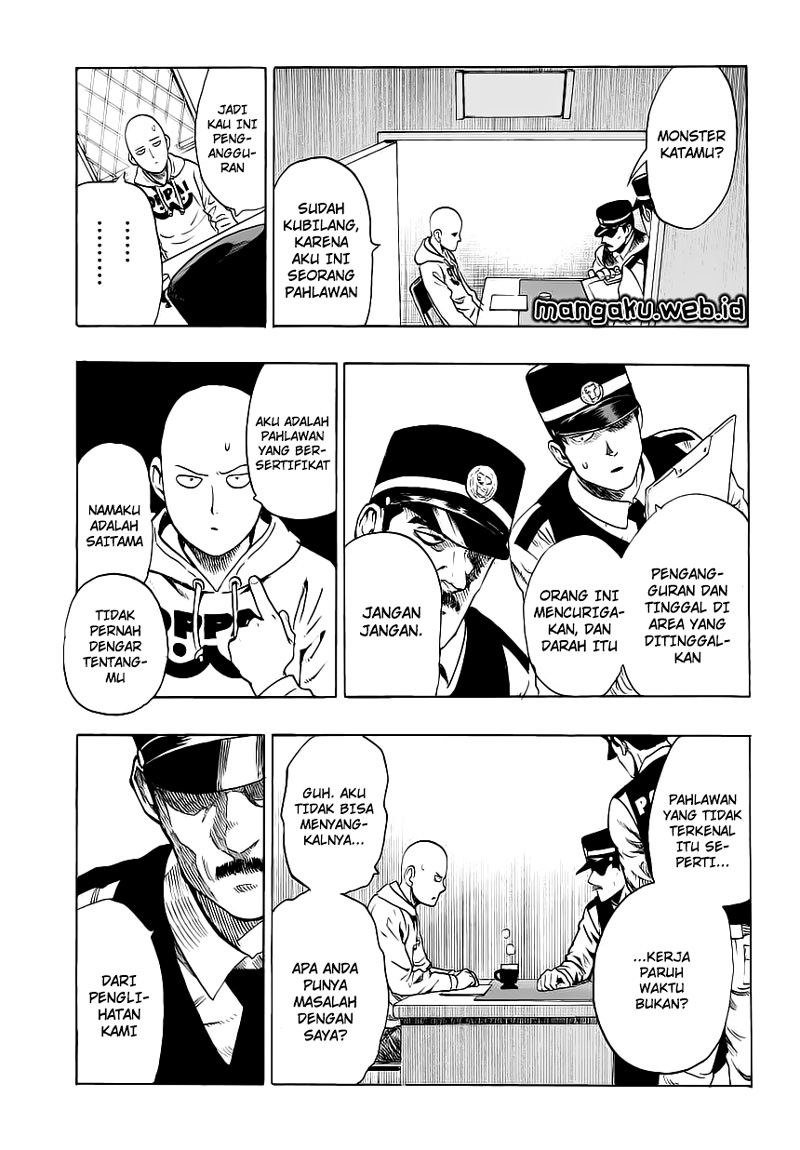 MONSTER
KATAMU?
SUDAH
KUBILANG,
KARENA
AKU INI
SEORANG
PAHLAWAN
mangaku.web.id
JADI
KAU INI
PENG-
ANGGU-
RAN
.........
.........
PENGANG-
GURAN DAN
TINGGAL DI
AREA YANG
DITINGGAL-
KAN
ORANG INI
MENCURIGA-
KAN, DAN
DARAH ITU
JANGAN
JANGAN.
AKU ADALAH
PAHLAWAN
YANG BER-
SERTIFIKAT
NAMAKU
ADALAH
SAITAMA
TIDAK
PERNAH
DENGAR
TENTANG-
MU
OPPA
PAHLAWAN
YANG TIDAK
TERKENAL
ITU SE-
PERTI...
...KERJA
PARUH
WAKTU
BUKAN?
GUH. AKU
TIDAK BISA
MENYANG-
KALNYA...
APA ANDA
PUNYA
MASALAH
DENGAN
SAYA?
DARI
PENGLI-
HATAN
KAMI